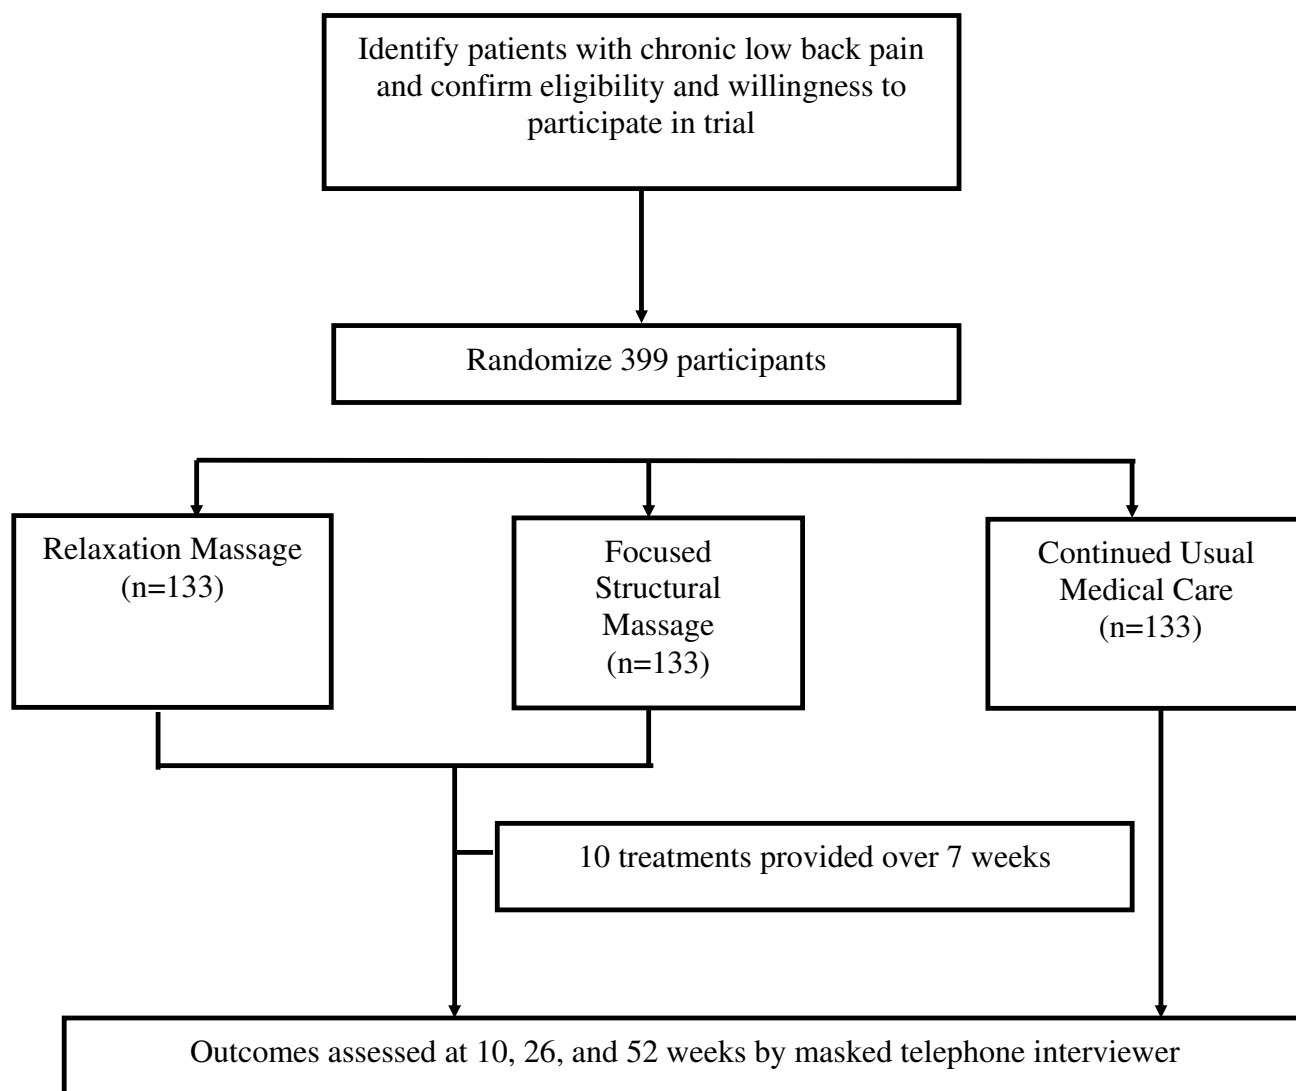 Identify patients with chronic low back pain
and confirm eligibility and willingness to
participate in trial
Randomize 399 participants
Relaxation Massage
(n=133)
Focused
Structural
Massage
(n=133)
Continued Usual
Medical Care
(n=133)
10 treatments provided over 7 weeks
Outcomes assessed at 10, 26, and 52 weeks by masked telephone interviewer